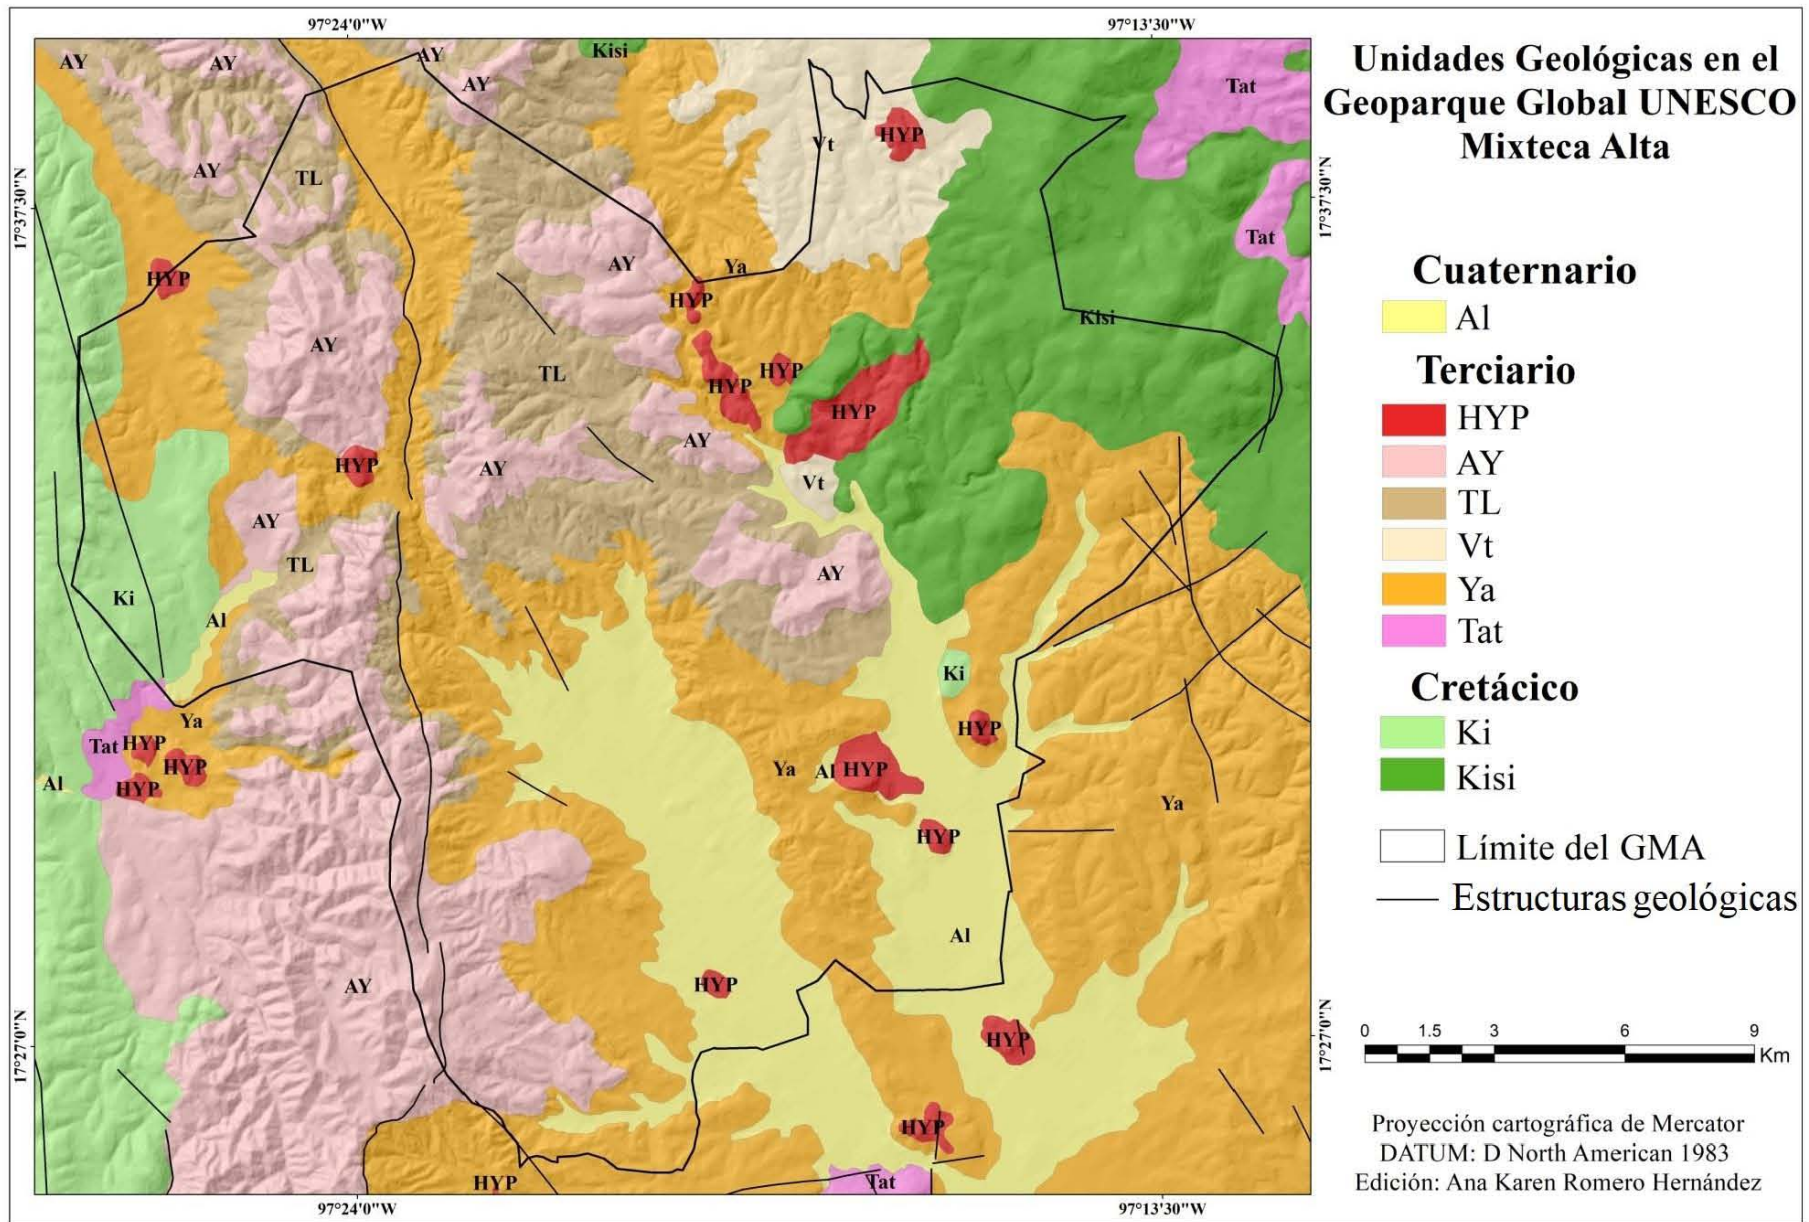 97°24'0"W
97°13'30"W
Unidades Geológicas en el
Geoparque Global UNESCO
Mixteca Alta
17°37'30"N
17°37'30"N
AY
AY
AY
AY
Kisi
Tat
HYP
Vt
AY
TL
Tat
AY
Ya
HYP
HYP
Kisi
AY
TL
HYP
HYP
HYP
AY
HYP
AY
Vt
AY
TL
AY
Ki
Al
Ki
Ya
HYP
Tat
HYP
HYP
HYP
Al
Ya
Al
HYP
Ya
HYP
Al
AY
HYP
HYP
HYP
HYP
Tat
Cuaternario
Al
Terciario
HYP
AY
TL
Vt
Ya
Tat
Cretácico
Ki
Kisi
Límite del GMA
Estructuras geológicas
0 1.5 3 6 9
Km
Proyección cartográfica de Mercator
DATUM: D North American 1983
Edición: Ana Karen Romero Hernández
17°27'0"N
17°27'0"N
97°24'0"W
97°13'30"W